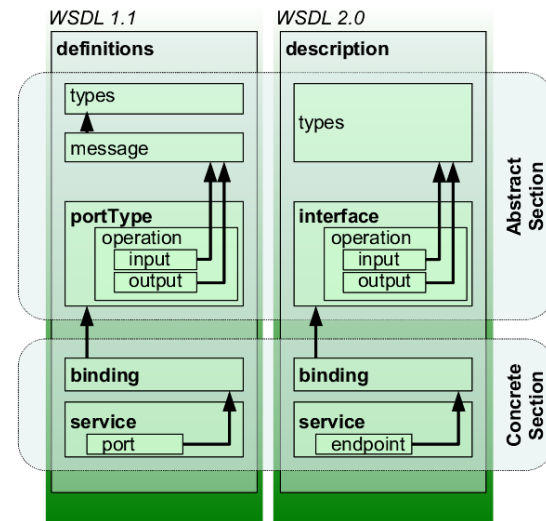 WSDL 1.1
definitions
types
message
portType
operation
input
output
binding
service
port
WSDL 2.0
description
types
interface
operation
input
output
binding
service
endpoint
Abstract
Section
Concrete
Section